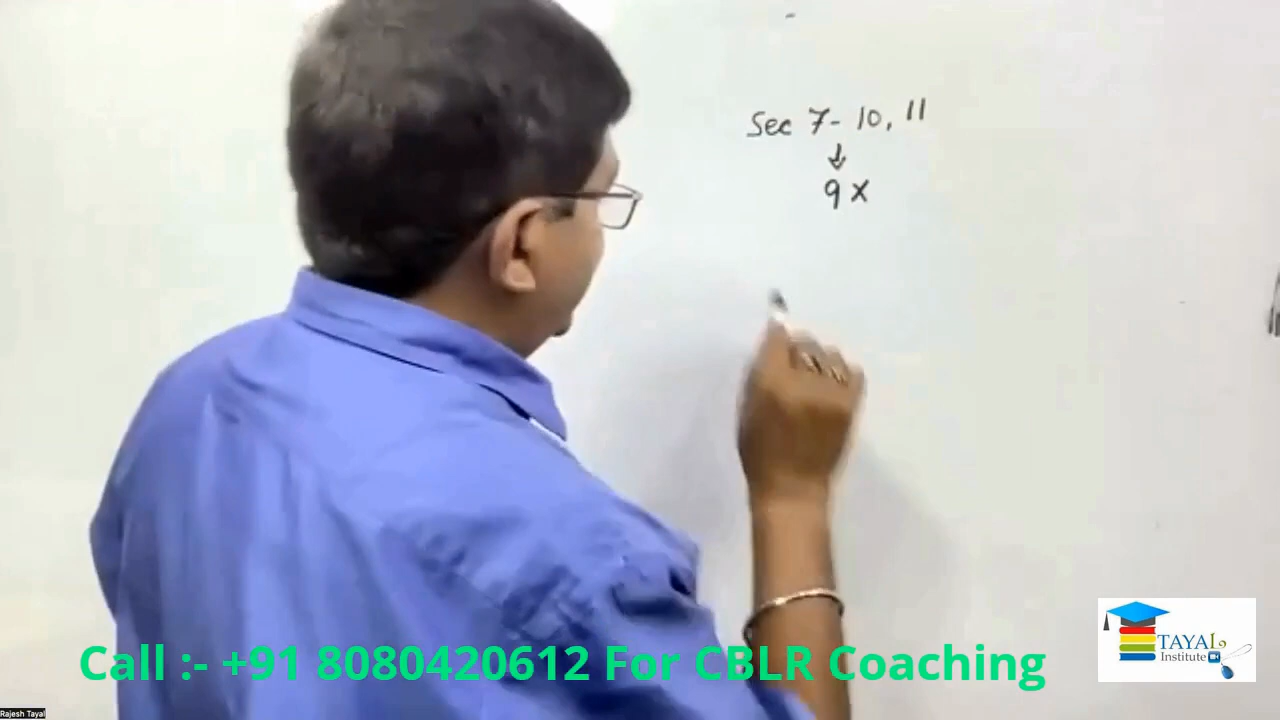 Sec 7- 10, 11
↓
9 x
Call :- +91 8080420612 For CBLR Coaching
TAYAL
Institute
Rajesh Tayal